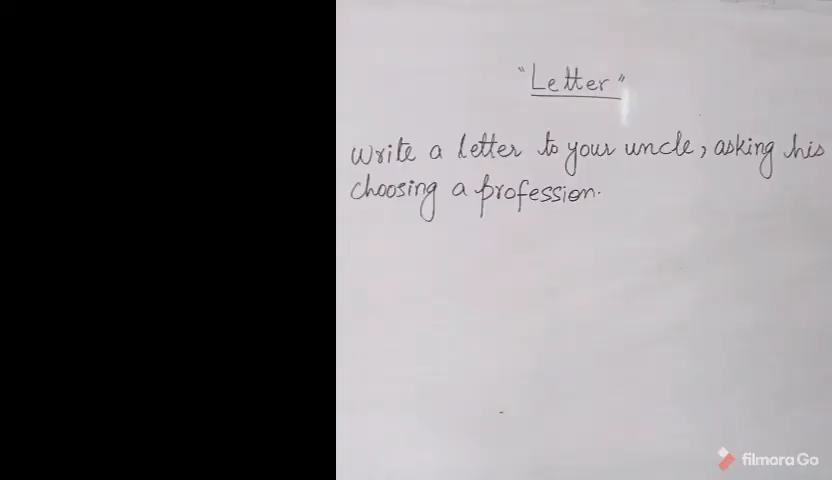 "Letter"
Write a letter to your uncle, asking his
choosing a profession.
filmora Go